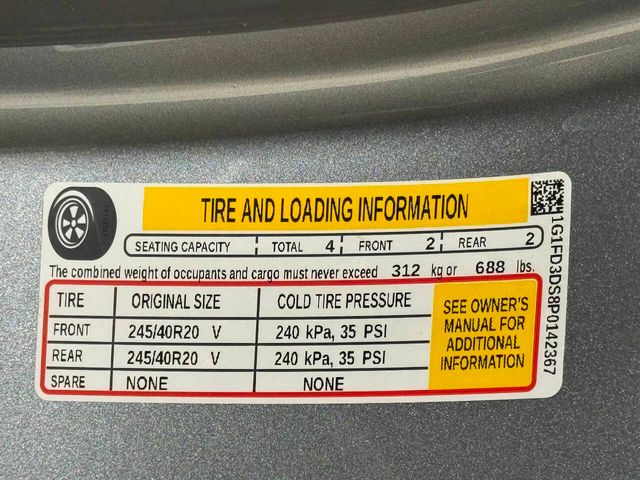 TIRE AND LOADING INFORMATION
SEATING CAPACITY TOTAL 4 FRONT 2 REAR 2
The combined weight of occupants and cargo must never exceed 312 kg or 688 lbs.
TIRE ORIGINAL SIZE COLD TIRE PRESSURE
FRONT 245/40R20 V 240 kPa, 35 PSI
REAR 245/40R20 V 240 kPa, 35 PSI
SPARE NONE NONE
SEE OWNER'S
MANUAL FOR
ADDITIONAL
INFORMATION
1G1FD3DS8P0142367